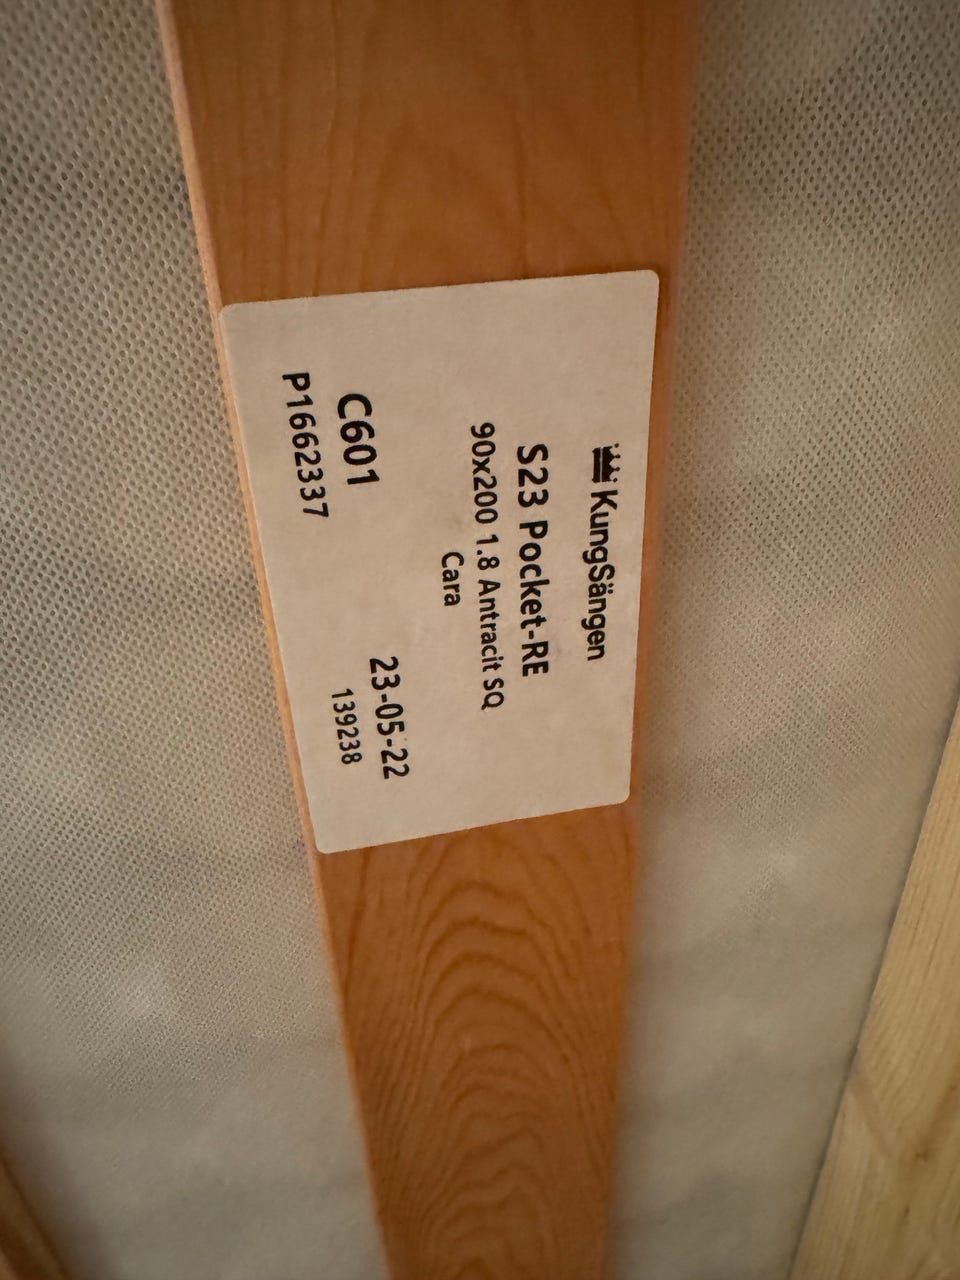 KungSängen
S23 Pocket-RE
90x200 1.8 Antracit SQ
Cara
23-05-22
C601
139238
P1662337